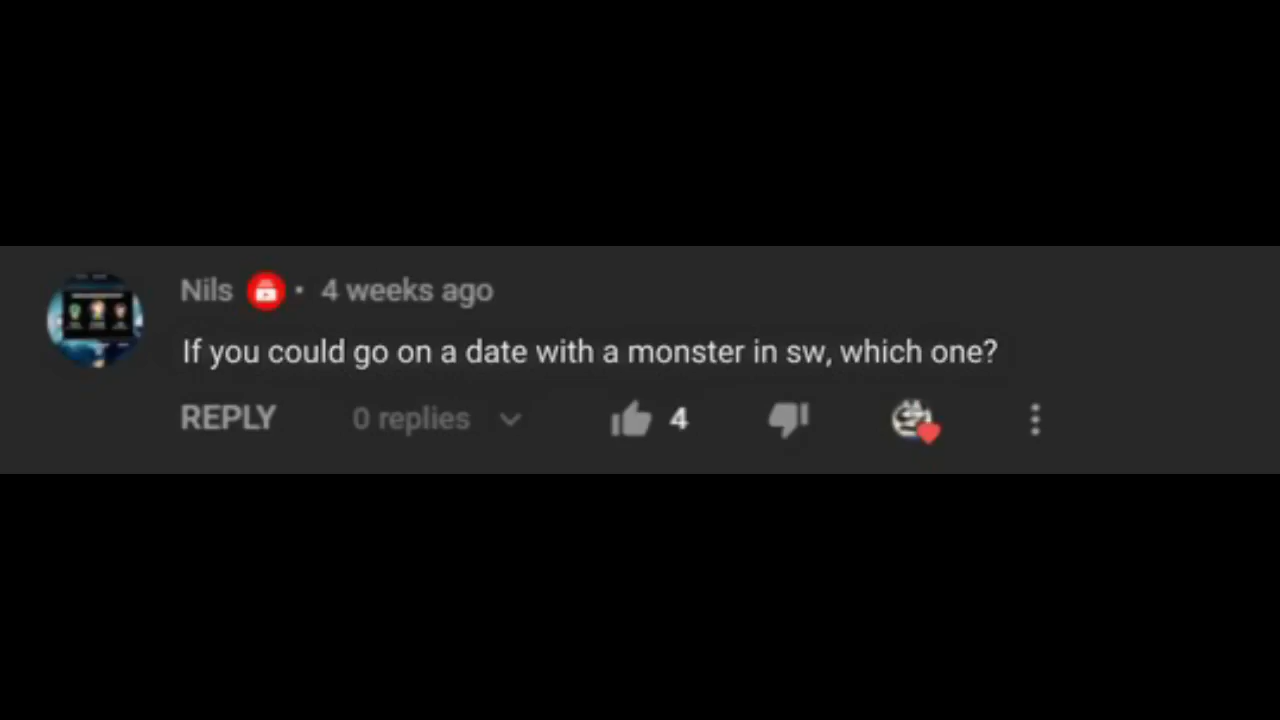 Nils • 4 weeks ago
If you could go on a date with a monster in sw, which one?
REPLY 0 replies 4